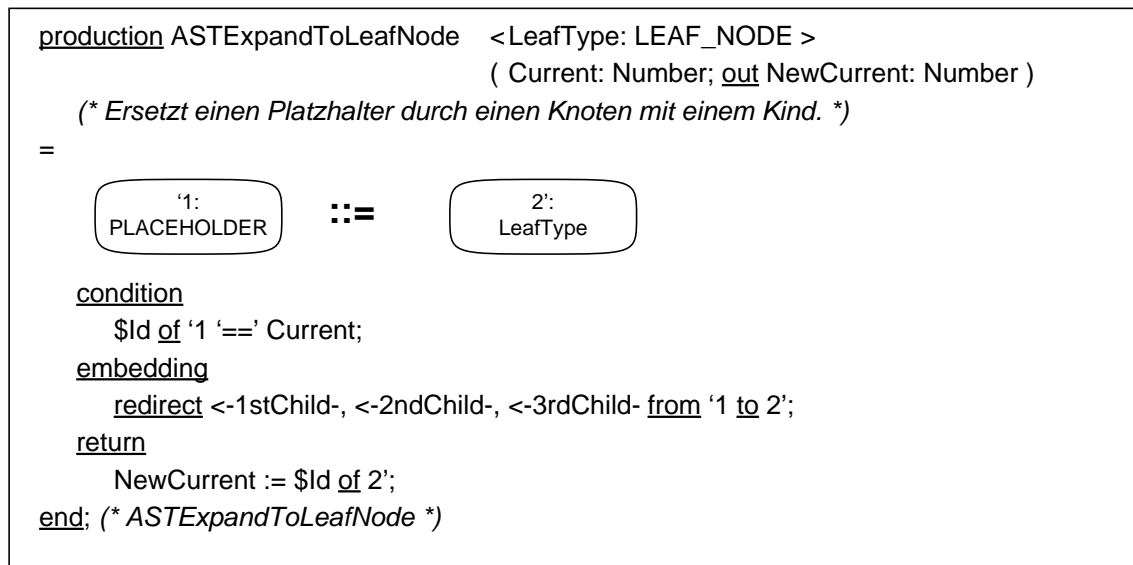 production ASTExpandToLeafNode <LeafType: LEAF_NODE >
( Current: Number; out NewCurrent: Number )
(* Ersetzt einen Platzhalter durch einen Knoten mit einem Kind. *)
=
‘1:
PLACEHOLDER
::=
2’:
LeafType
condition
$Id of ‘1 ‘==’ Current;
embedding
redirect <-1stChild-, <-2ndChild-, <-3rdChild- from ‘1 to 2’;
return
NewCurrent := $Id of 2’;
end; (* ASTExpandToLeafNode *)